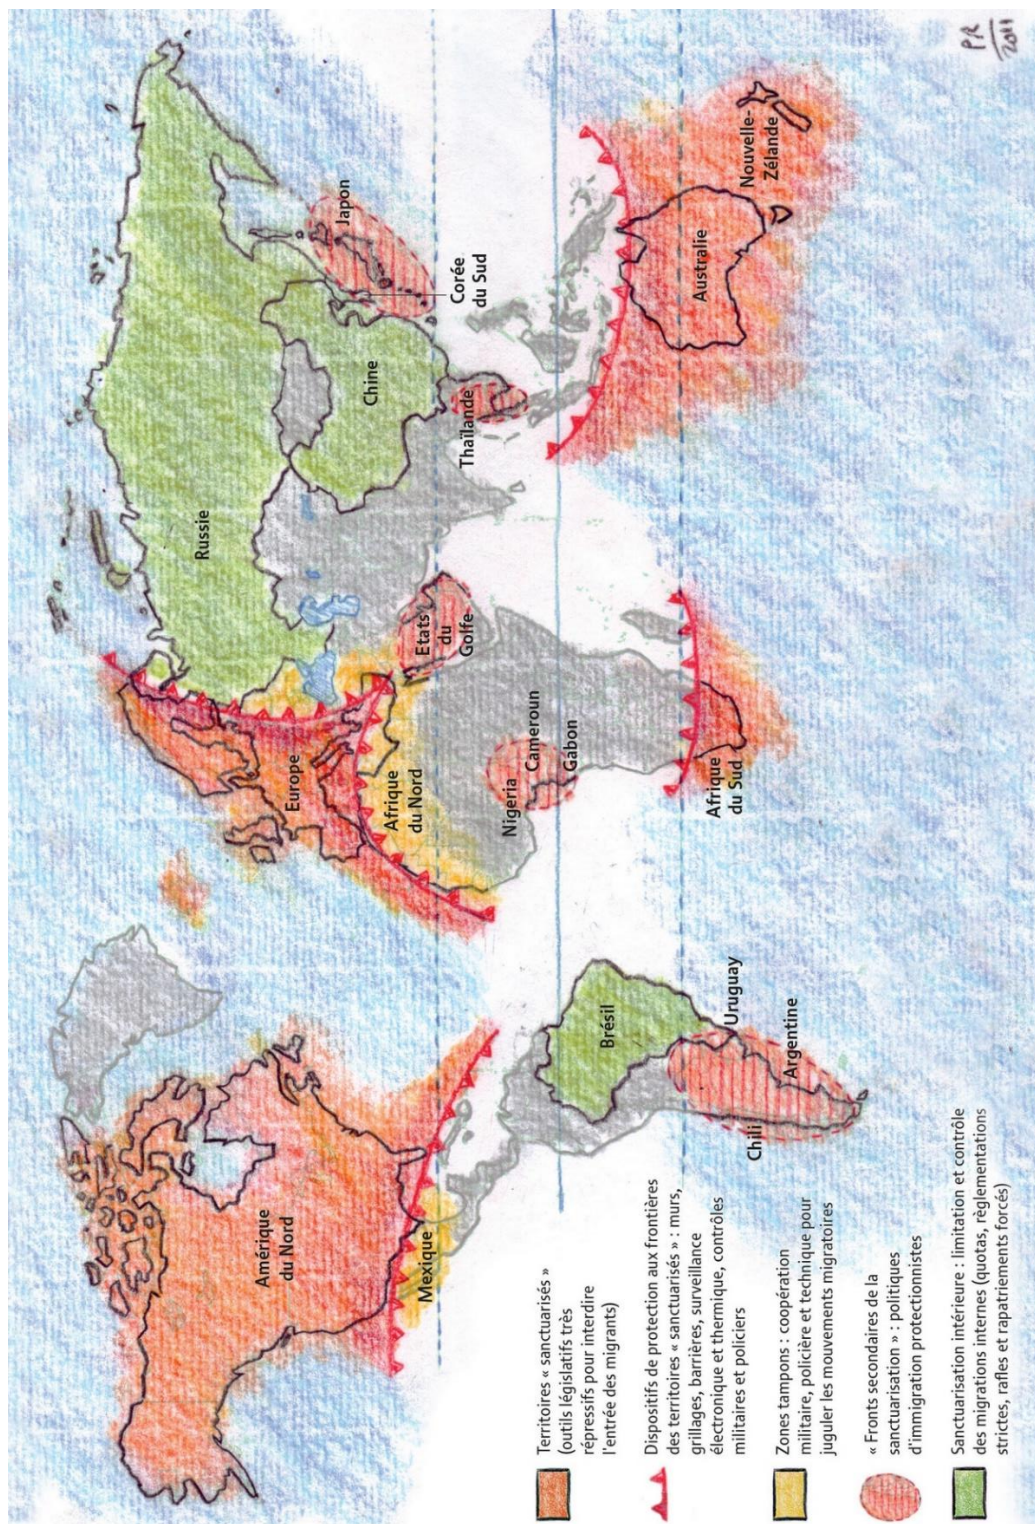 PR
2011
Russie
Japon
Corée
du Sud
Chine
Thaïlande
Europe
Etats
du
Golfe
Afrique
du Nord
Nigeria
Cameroun
Gabon
Afrique
du Sud
Australie
Nouvelle-
Zélande
Amérique
du Nord
Mexique
Brésil
Uruguay
Argentine
Chili
Territoires « sanctuarisés »
(outils législatifs très
répressifs pour interdire
l'entrée des migrants)
Dispositifs de protection aux frontières
des territoires « sanctuarisés » : murs,
grillages, barrières, surveillance
électronique et thermique, contrôles
militaires et policiers
Zones tampons : coopération
militaire, policière et technique pour
juguler les mouvements migratoires
« Fronts secondaires de la
sanctuarisation » : politiques
d'immigration protectionnistes
Sanctuarisation intérieure : limitation et contrôle
des migrations internes (quotas, règlementations
strictes, rafles et rapatriements forcés)